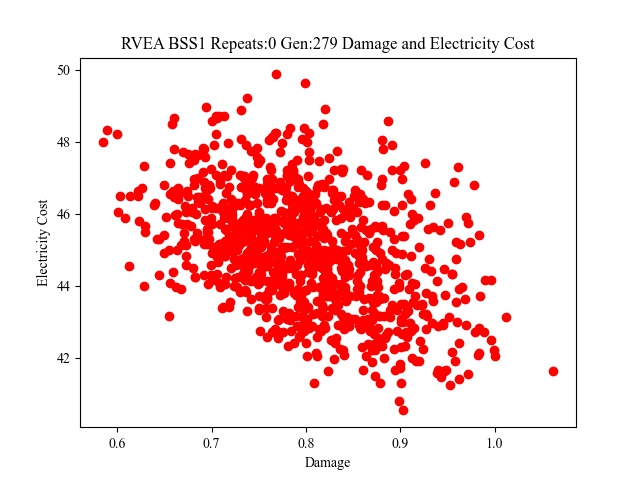 RVEA BSS1 Repeats:0 Gen:279 Damage and Electricity Cost
50
48
46
44
42
Electricity Cost
0.6 0.7 0.8 0.9 1.0
Damage